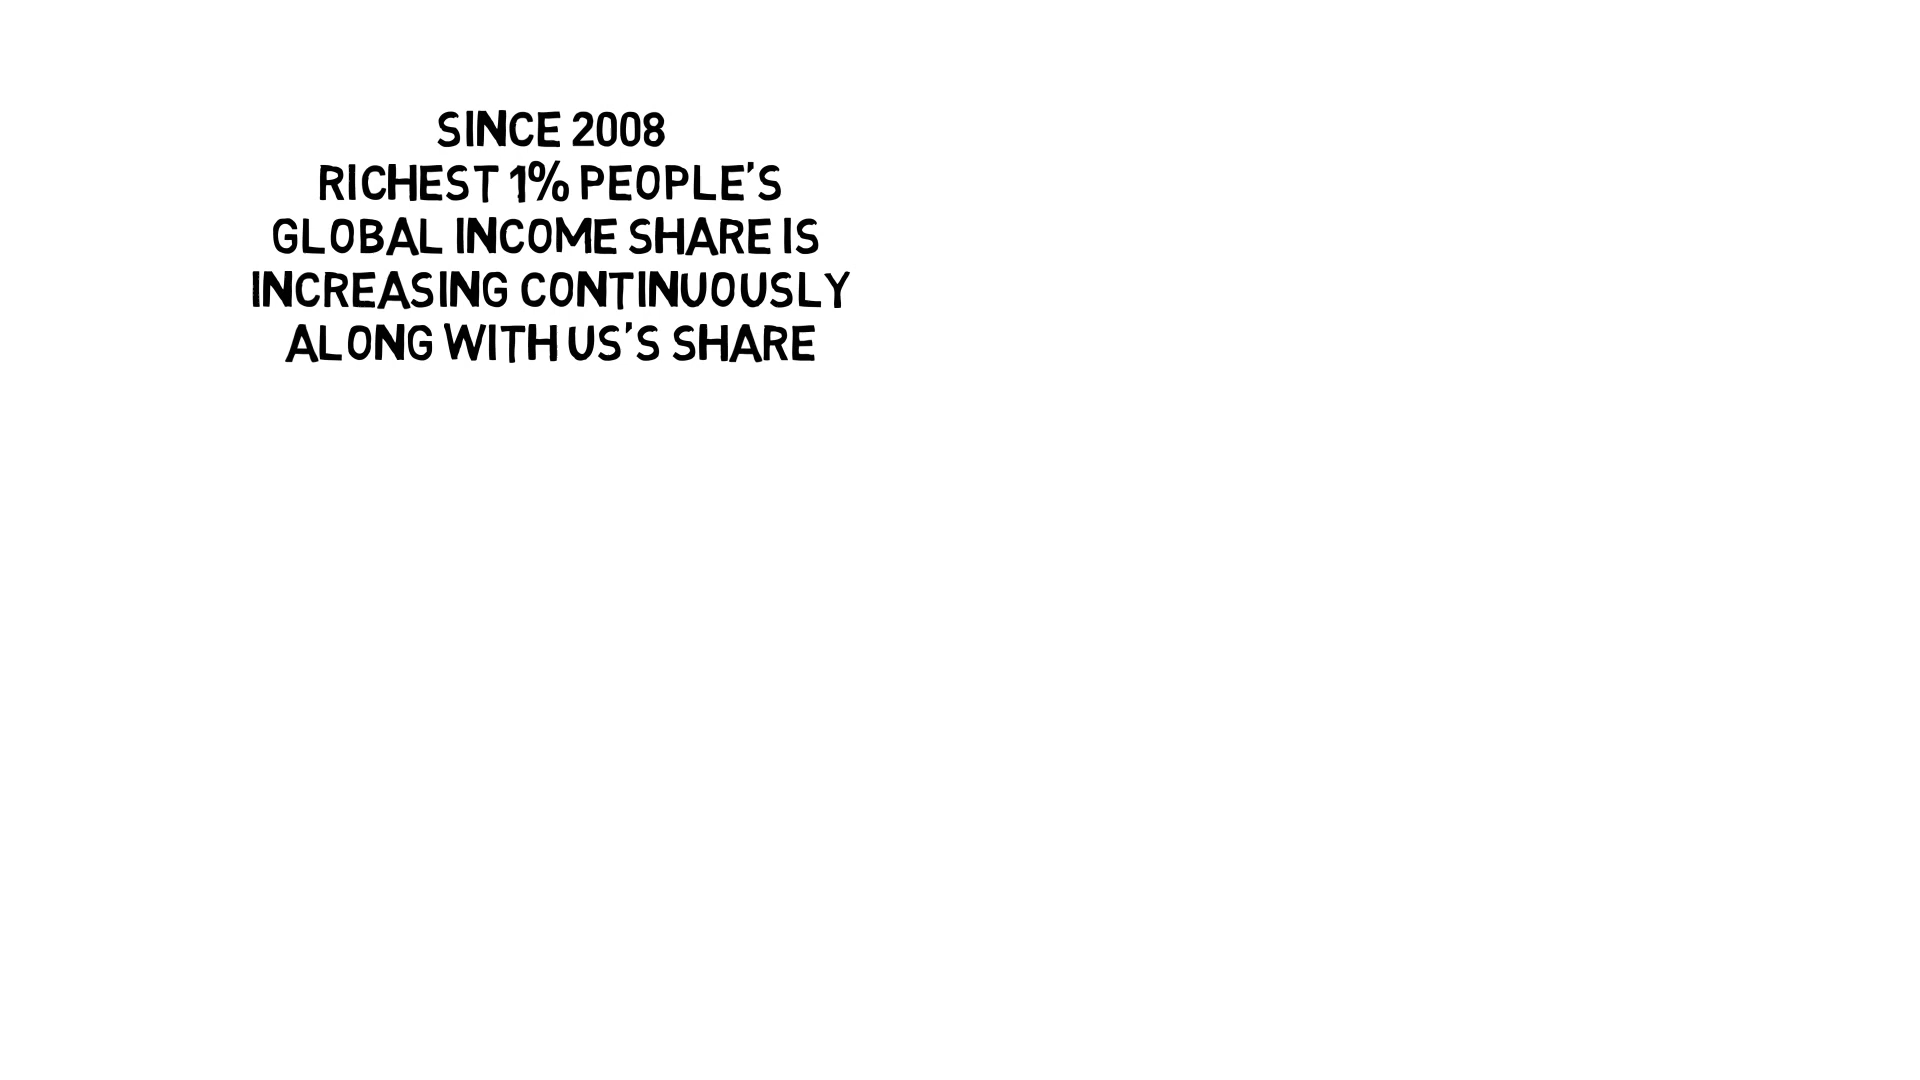 SINCE 2008
RICHEST 1% PEOPLE'S
GLOBAL INCOME SHARE IS
INCREASING CONTINUOUSLY
ALONG WITH US'S SHARE